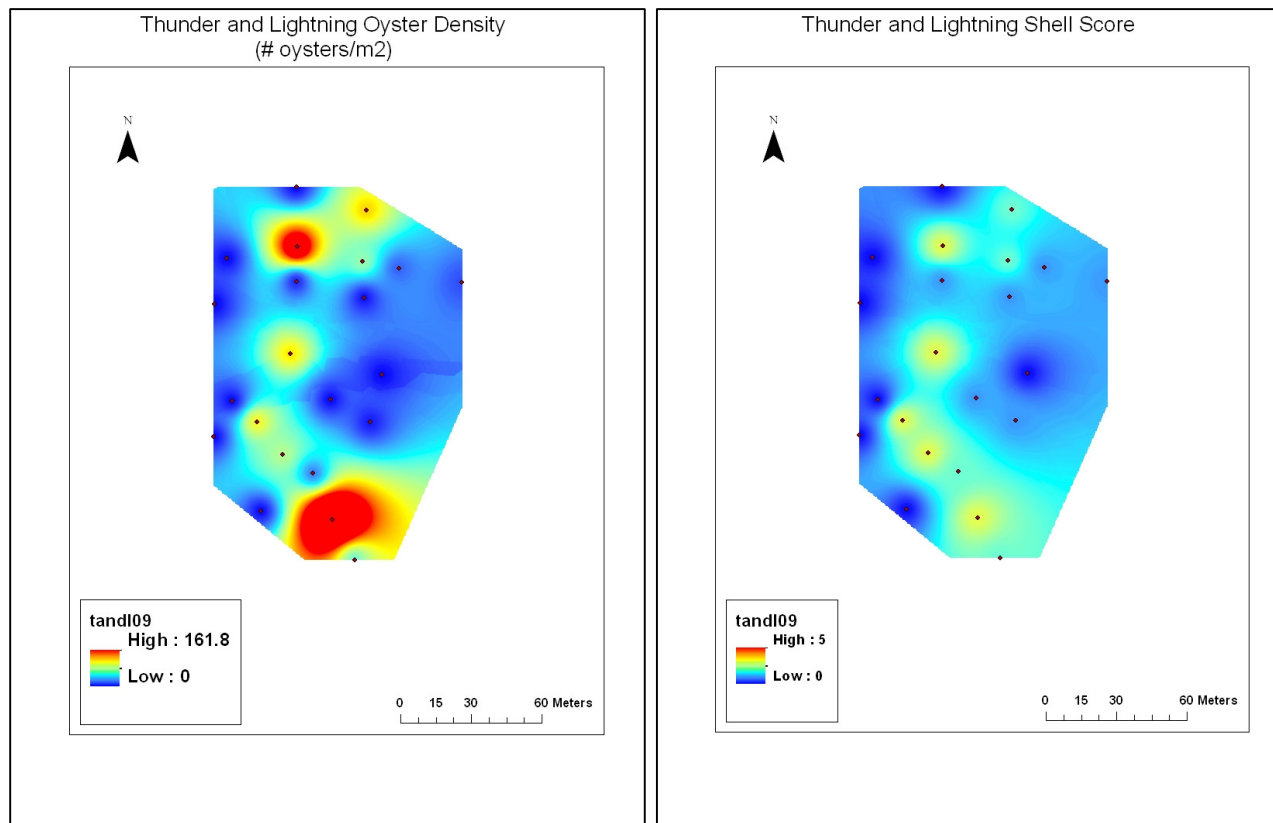 Thunder and Lightning Oyster Density
(# oysters/m2)
N
tandl09
High : 161.8
Low : 0
0 15 30 60 Meters
Thunder and Lightning Shell Score
N
tandl09
High : 5
Low : 0
0 15 30 60 Meters